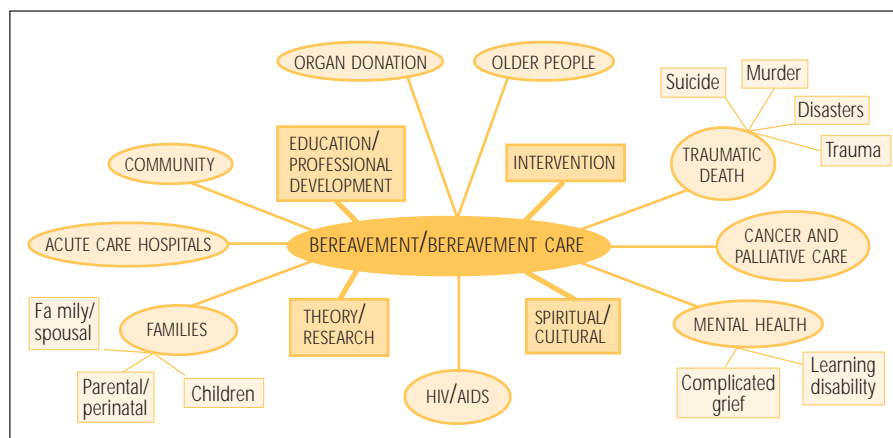 ORGAN DONATION
OLDER PEOPLE
Suicide
Murder
Disasters
Trauma
TRAUMATIC
DEATH
EDUCATION/
PROFESSIONAL
DEVELOPMENT
INTERVENTION
COMMUNITY
ACUTE CARE HOSPITALS
BEREAVEMENT/BEREAVEMENT CARE
CANCER AND
PALLIATIVE CARE
Fa mily/
spousal
FAMILIES
THEORY/
RESEARCH
SPIRITUAL/
CULTURAL
MENTAL HEALTH
Parental/
perinatal
Children
HIV/AIDS
Complicated
grief
Learning
disability